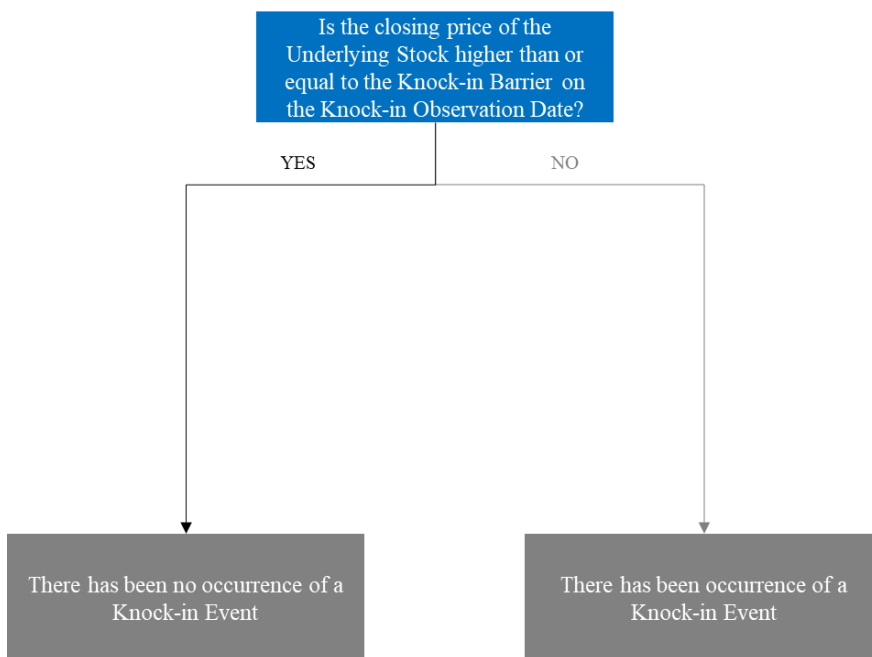 Is the closing price of the
Underlying Stock higher than or
equal to the Knock-in Barrier on
the Knock-in Observation Date?
YES
NO
There has been no occurrence of a
Knock-in Event
There has been occurrence of a
Knock-in Event